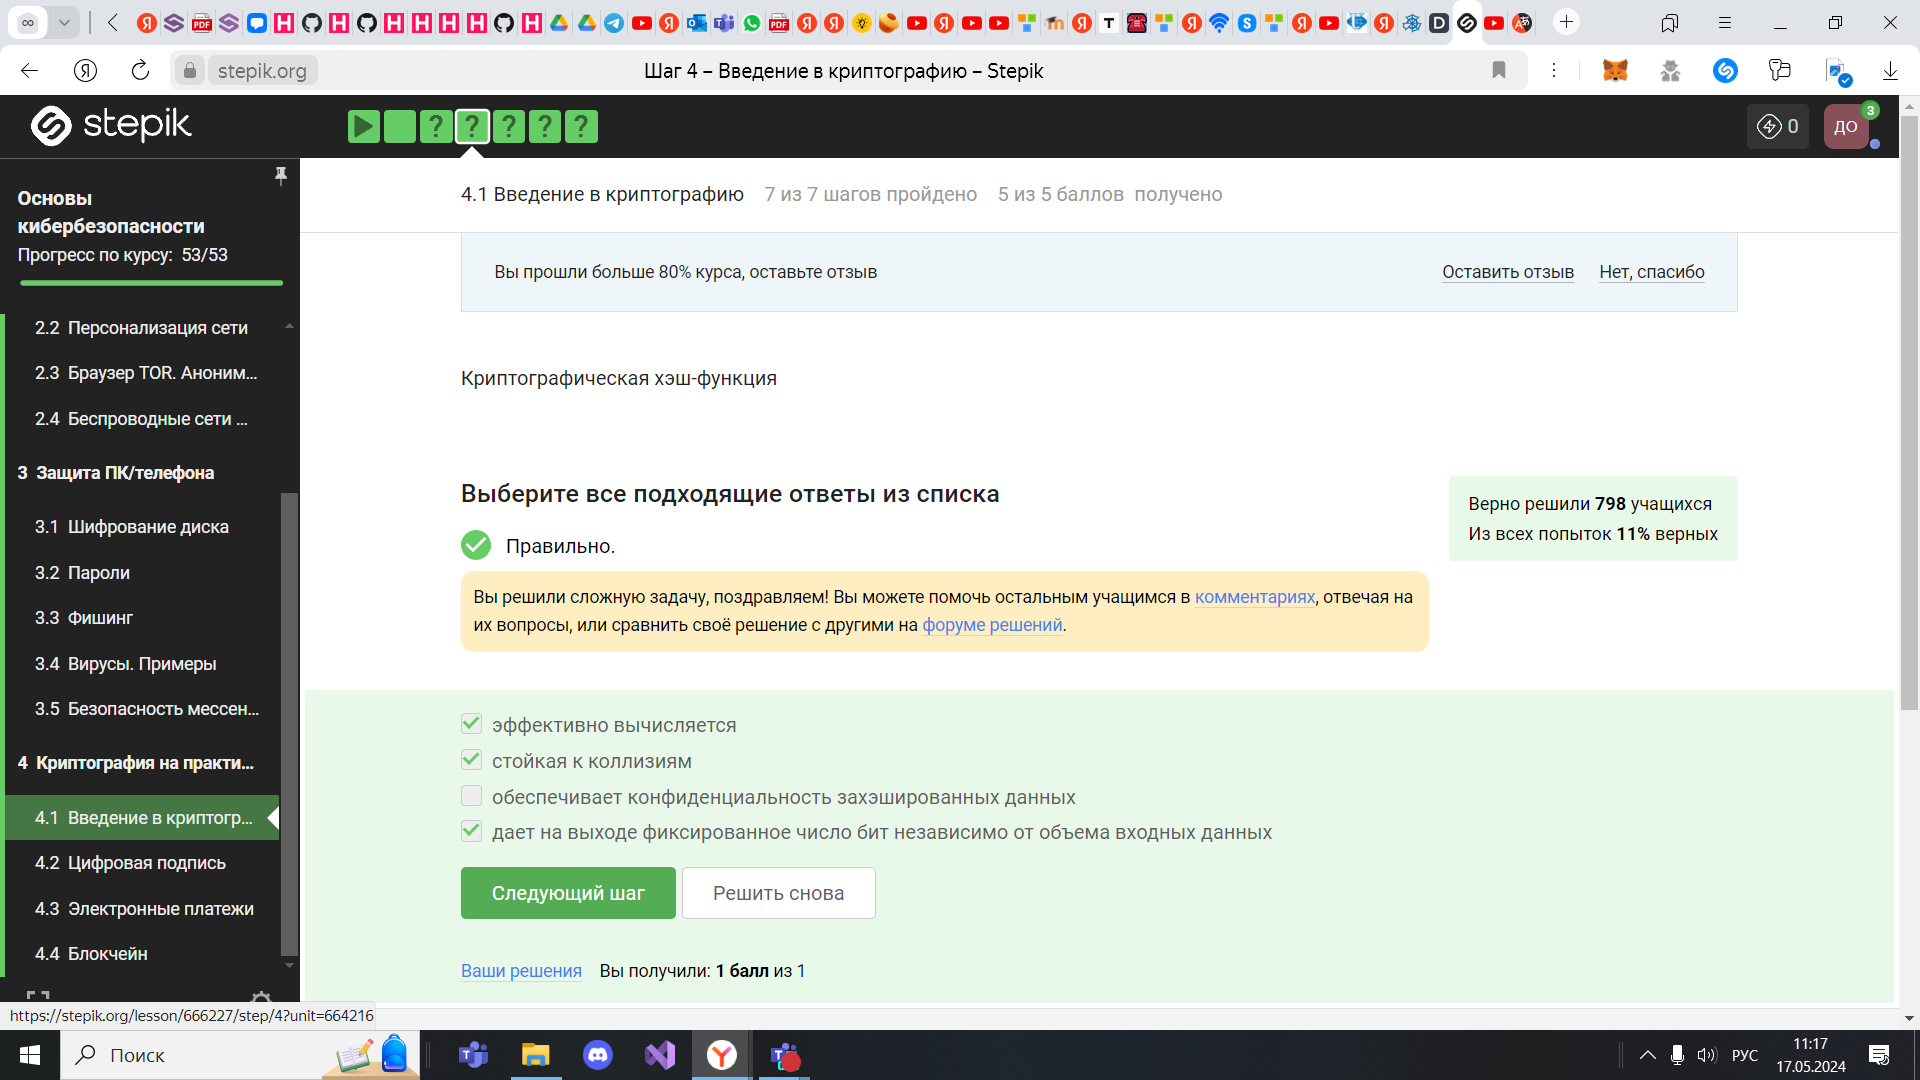 stepik.org
Шаг 4 – Введение в криптографию – Stepik
stepik
? ? ? ? ?
0
ДО
3
Основы
кибербезопасности
Прогресс по курсу: 53/53
2.2 Персонализация сети
2.3 Браузер TOR. Аноним...
2.4 Беспроводные сети ...
3 Защита ПК/телефона
3.1 Шифрование диска
3.2 Пароли
3.3 Фишинг
3.4 Вирусы. Примеры
3.5 Безопасность мессен...
4 Криптография на практи...
4.1 Введение в криптогр...
4.2 Цифровая подпись
4.3 Электронные платежи
4.4 Блокчейн
4.1 Введение в криптографию 7 из 7 шагов пройдено 5 из 5 баллов получено
Вы прошли больше 80% курса, оставьте отзыв Оставить отзыв Нет, спасибо
Криптографическая хэш-функция
Выберите все подходящие ответы из списка
Верно решили 798 учащихся
Из всех попыток 11% верных
Правильно.
Вы решили сложную задачу, поздравляем! Вы можете помочь остальным учащимся в комментариях, отвечая на
их вопросы, или сравнить своё решение с другими на форуме решений.
эффективно вычисляется
стойкая к коллизиям
обеспечивает конфиденциальность захэшированных данных
дает на выходе фиксированное число бит независимо от объема входных данных
Следующий шаг Решить снова
Ваши решения Вы получили: 1 балл из 1
https://stepik.org/lesson/666227/step/4?unit=664216
Поиск
РУС
11:17
17.05.2024